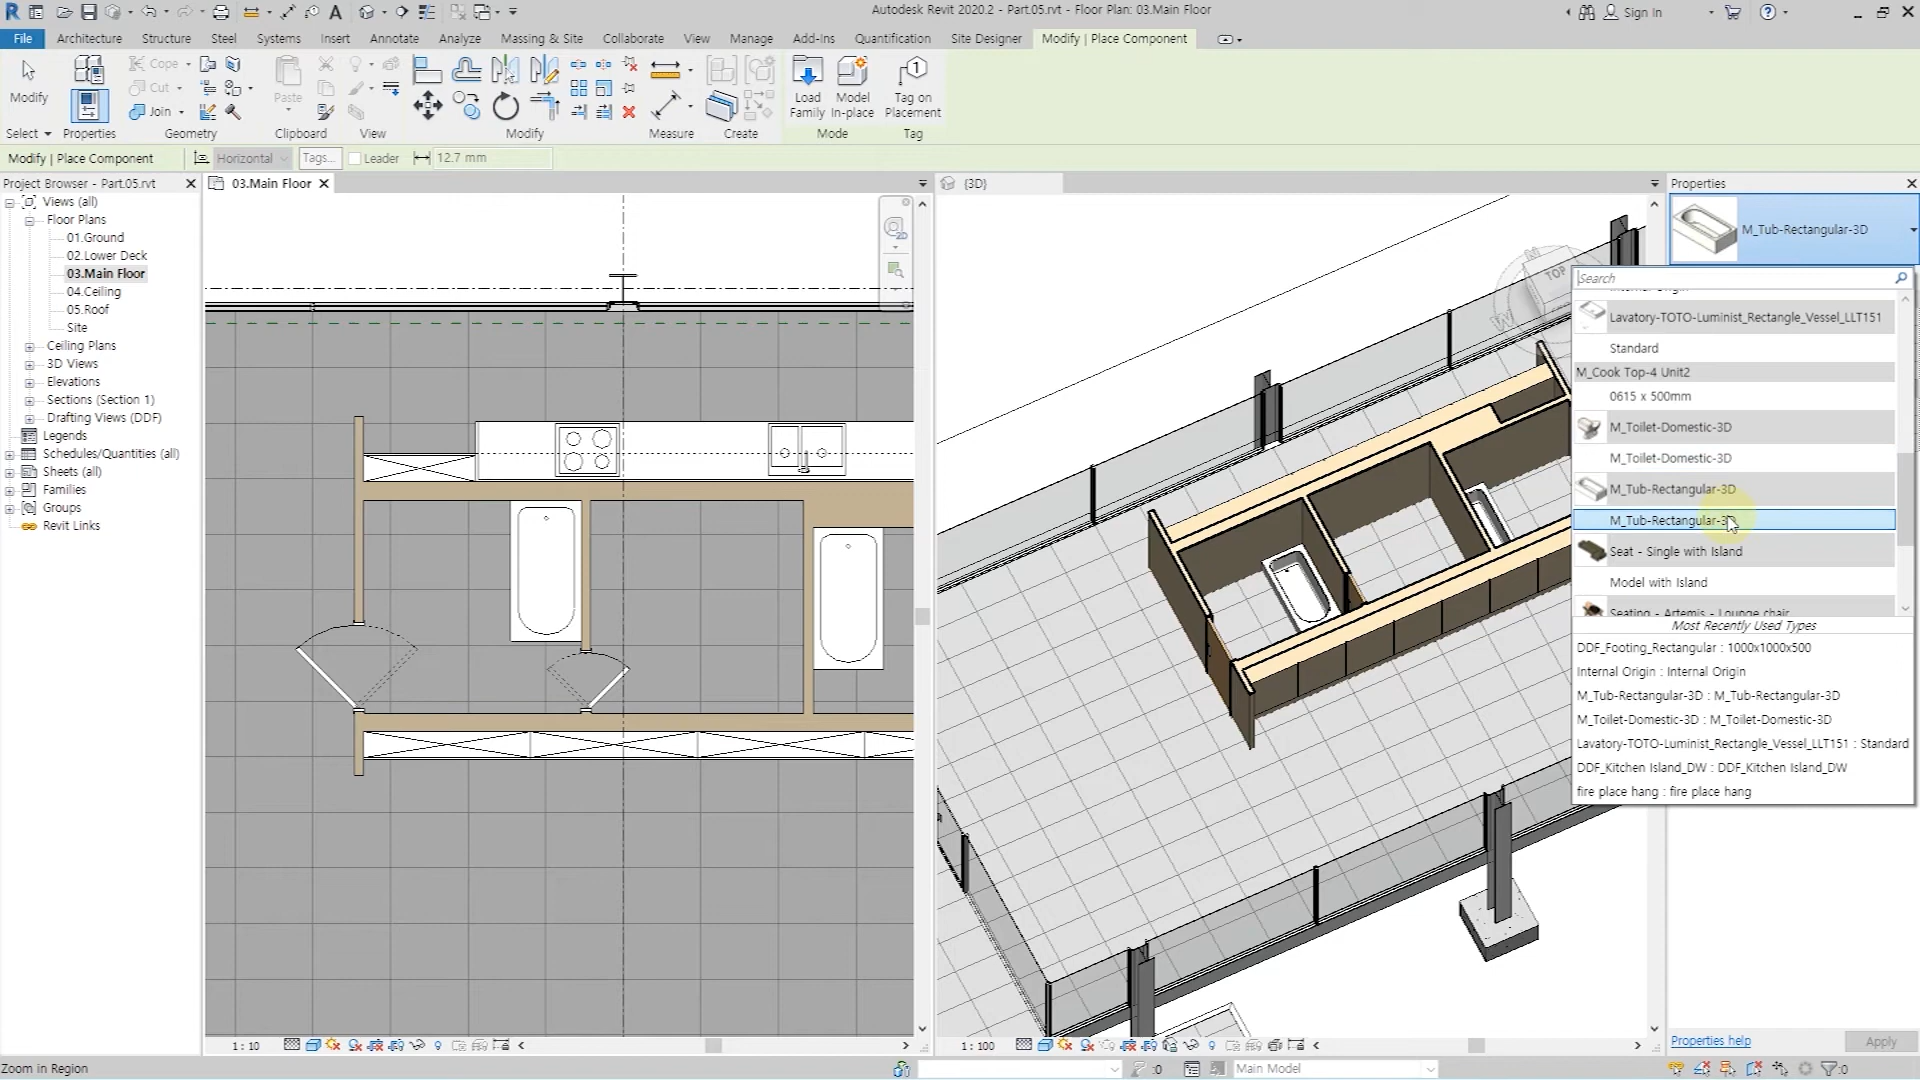 Autodesk Revit 2020.2 - Part.05.rvt - Floor Plan: 03.Main Floor
Sign In
File Architecture Structure Steel Systems Insert Annotate Analyze Massing & Site Collaborate View Manage Add-Ins Quantification Site Designer Modify | Place Component
Modify
Cope
Cut
Join
Paste
Load Family
Model In-place
Tag on Placement
Select Properties Geometry Clipboard View Modify Measure Create Mode Tag
Modify | Place Component Horizontal Tags... Leader 12.7 mm
Project Browser - Part.05.rvt
Views (all)
Floor Plans
01.Ground
02.Lower Deck
03.Main Floor
04.Ceiling
05.Roof
Site
Ceiling Plans
3D Views
Elevations
Sections (Section 1)
Drafting Views (DDF)
Legends
Schedules/Quantities (all)
Sheets (all)
Families
Groups
Revit Links
03.Main Floor
2D
1 : 10
{3D}
TOP
N
W
1 : 100
Properties
M_Tub-Rectangular-3D
Search
Lavatory-TOTO-Luminist_Rectangle_Vessel_LLT151
Standard
M_Cook Top-4 Unit2
0615 x 500mm
M_Toilet-Domestic-3D
M_Toilet-Domestic-3D
M_Tub-Rectangular-3D
M_Tub-Rectangular-3D
Seat - Single with Island
Model with Island
Seating - Artemis - Lounge chair
Most Recently Used Types
DDF_Footing_Rectangular : 1000x1000x500
Internal Origin : Internal Origin
M_Tub-Rectangular-3D : M_Tub-Rectangular-3D
M_Toilet-Domestic-3D : M_Toilet-Domestic-3D
Lavatory-TOTO-Luminist_Rectangle_Vessel_LLT151 : Standard
DDF_Kitchen Island_DW : DDF_Kitchen Island_DW
fire place hang : fire place hang
Properties help
Apply
Zoom in Region
:0
Main Model
:0